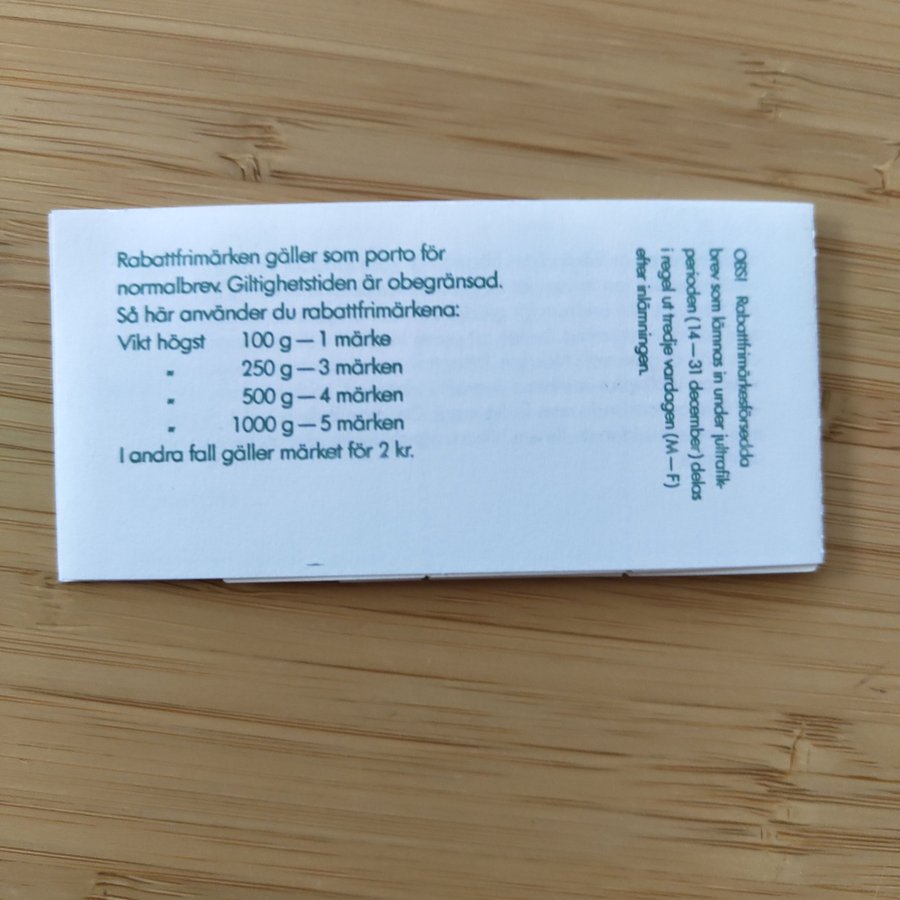 Rabattfrimärken gäller som porto för
normalbrev. Giltighetstiden är obegränsad.
Så här använder du rabattfrimärkena:
Vikt högst 100 g — 1 märke
" 250 g — 3 märken
" 500 g — 4 märken
" 1000 g — 5 märken
I andra fall gäller märket för 2 kr.
OBS! Rabattfrimärkesförsedda
brev som lämnas in under jultrafik-
perioden (14 — 31 december) delas
i regel ut tredje vardagen (M — F)
efter inlämningen.